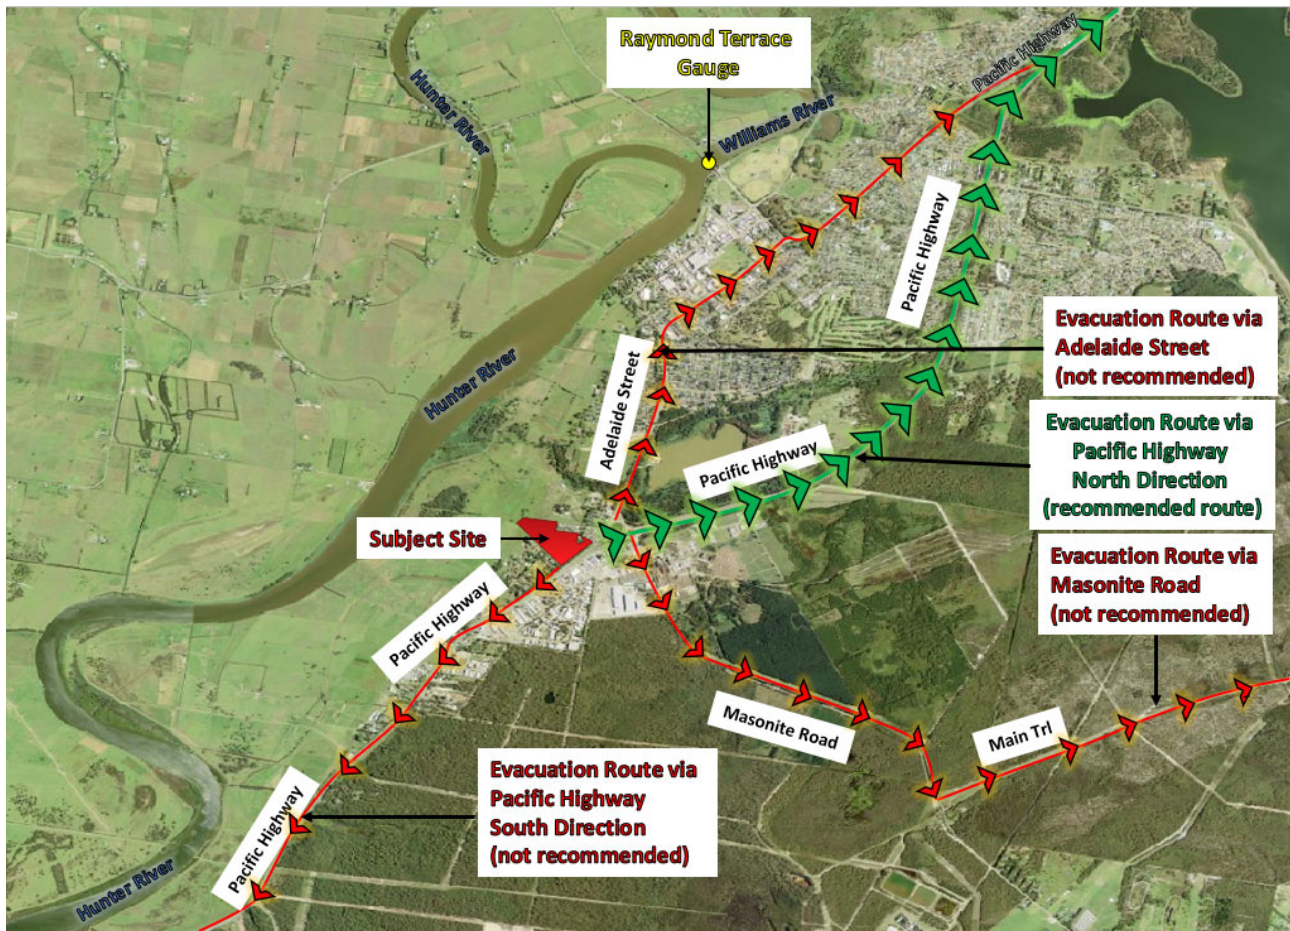 Raymond Terrace
Gauge
Pacific Highway
Hunter River
Williams River
Pacific Highway
Evacuation Route via
Adelaide Street
(not recommended)
Hunter River
Adelaide Street
Evacuation Route via
Pacific Highway
North Direction
(recommended route)
Pacific Highway
Subject Site
Evacuation Route via
Masonite Road
(not recommended)
Pacific Highway
Masonite Road
Main Trl
Evacuation Route via
Pacific Highway
South Direction
(not recommended)
Pacific Highway
Hunter River